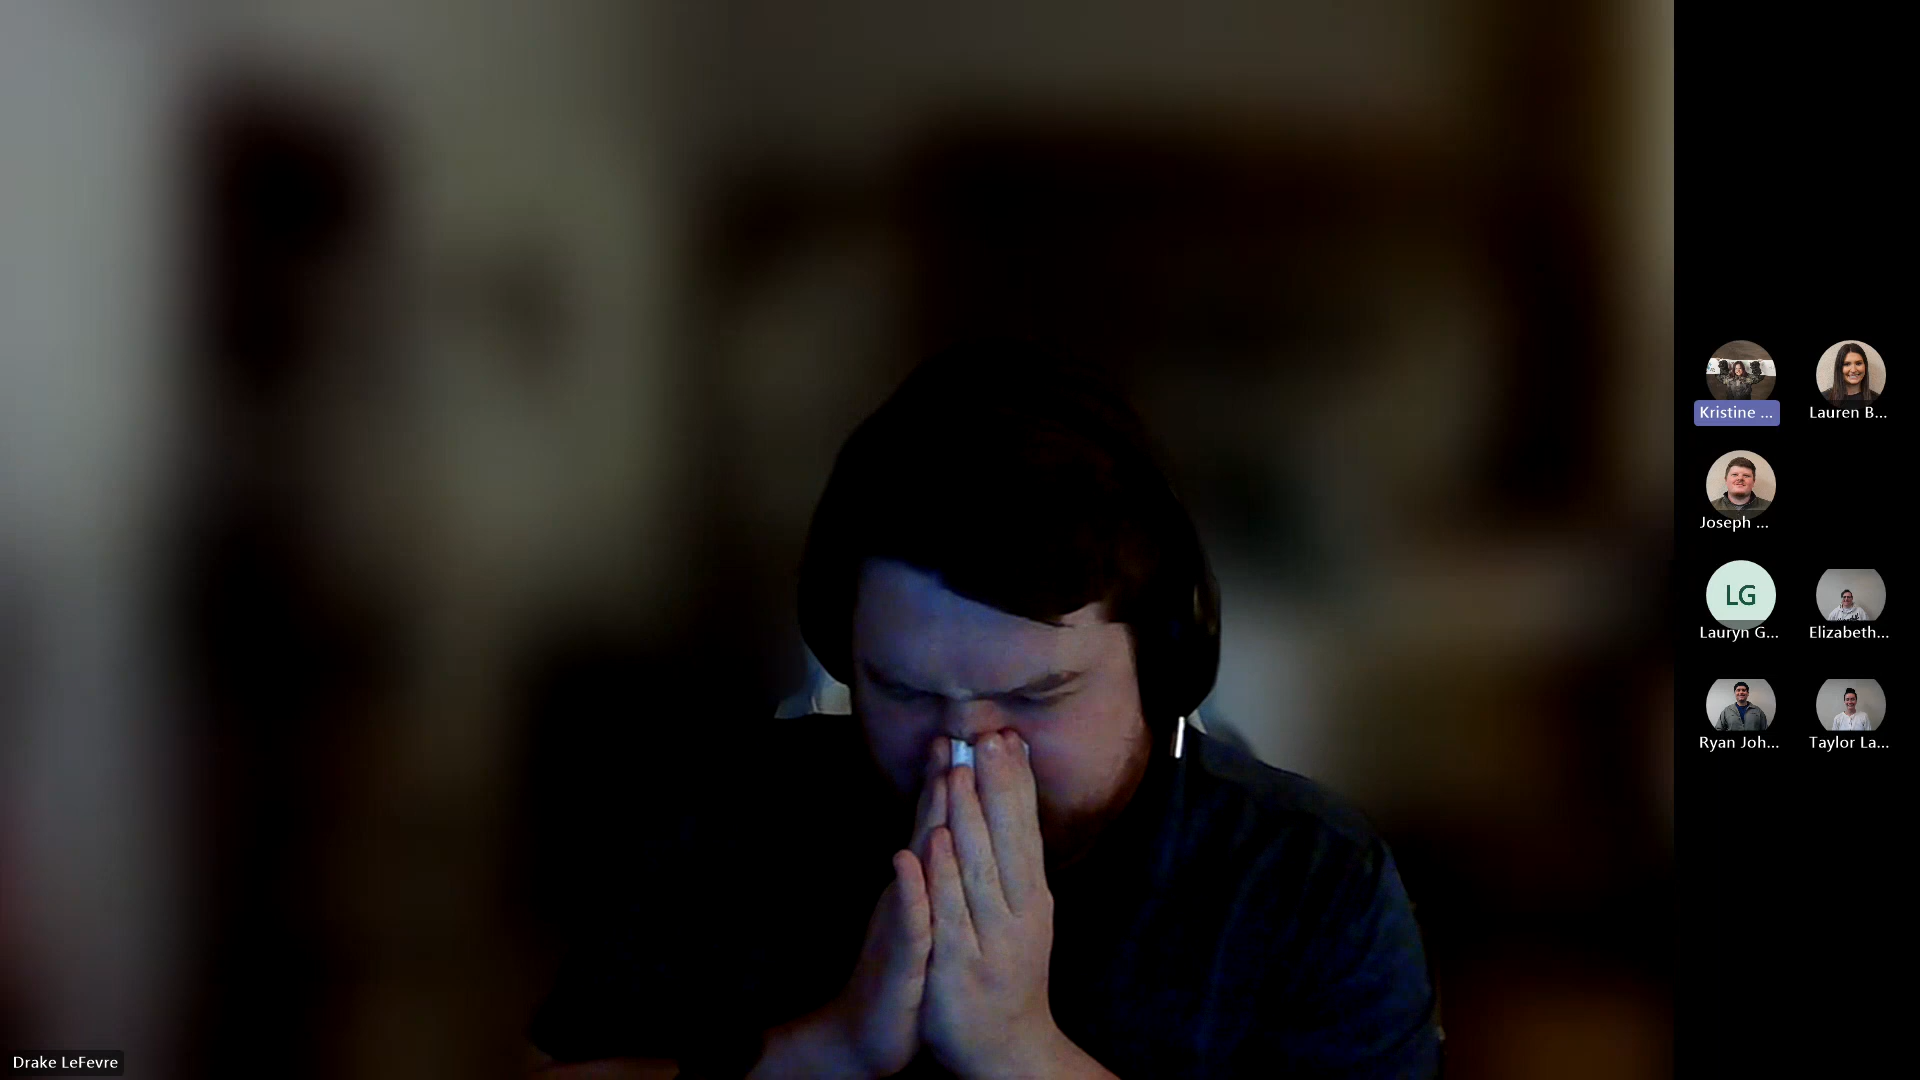 Kristine ...
Lauren B...
Joseph ...
LG
Lauryn G...
Elizabeth...
Ryan Joh...
Taylor La...
Drake LeFevre